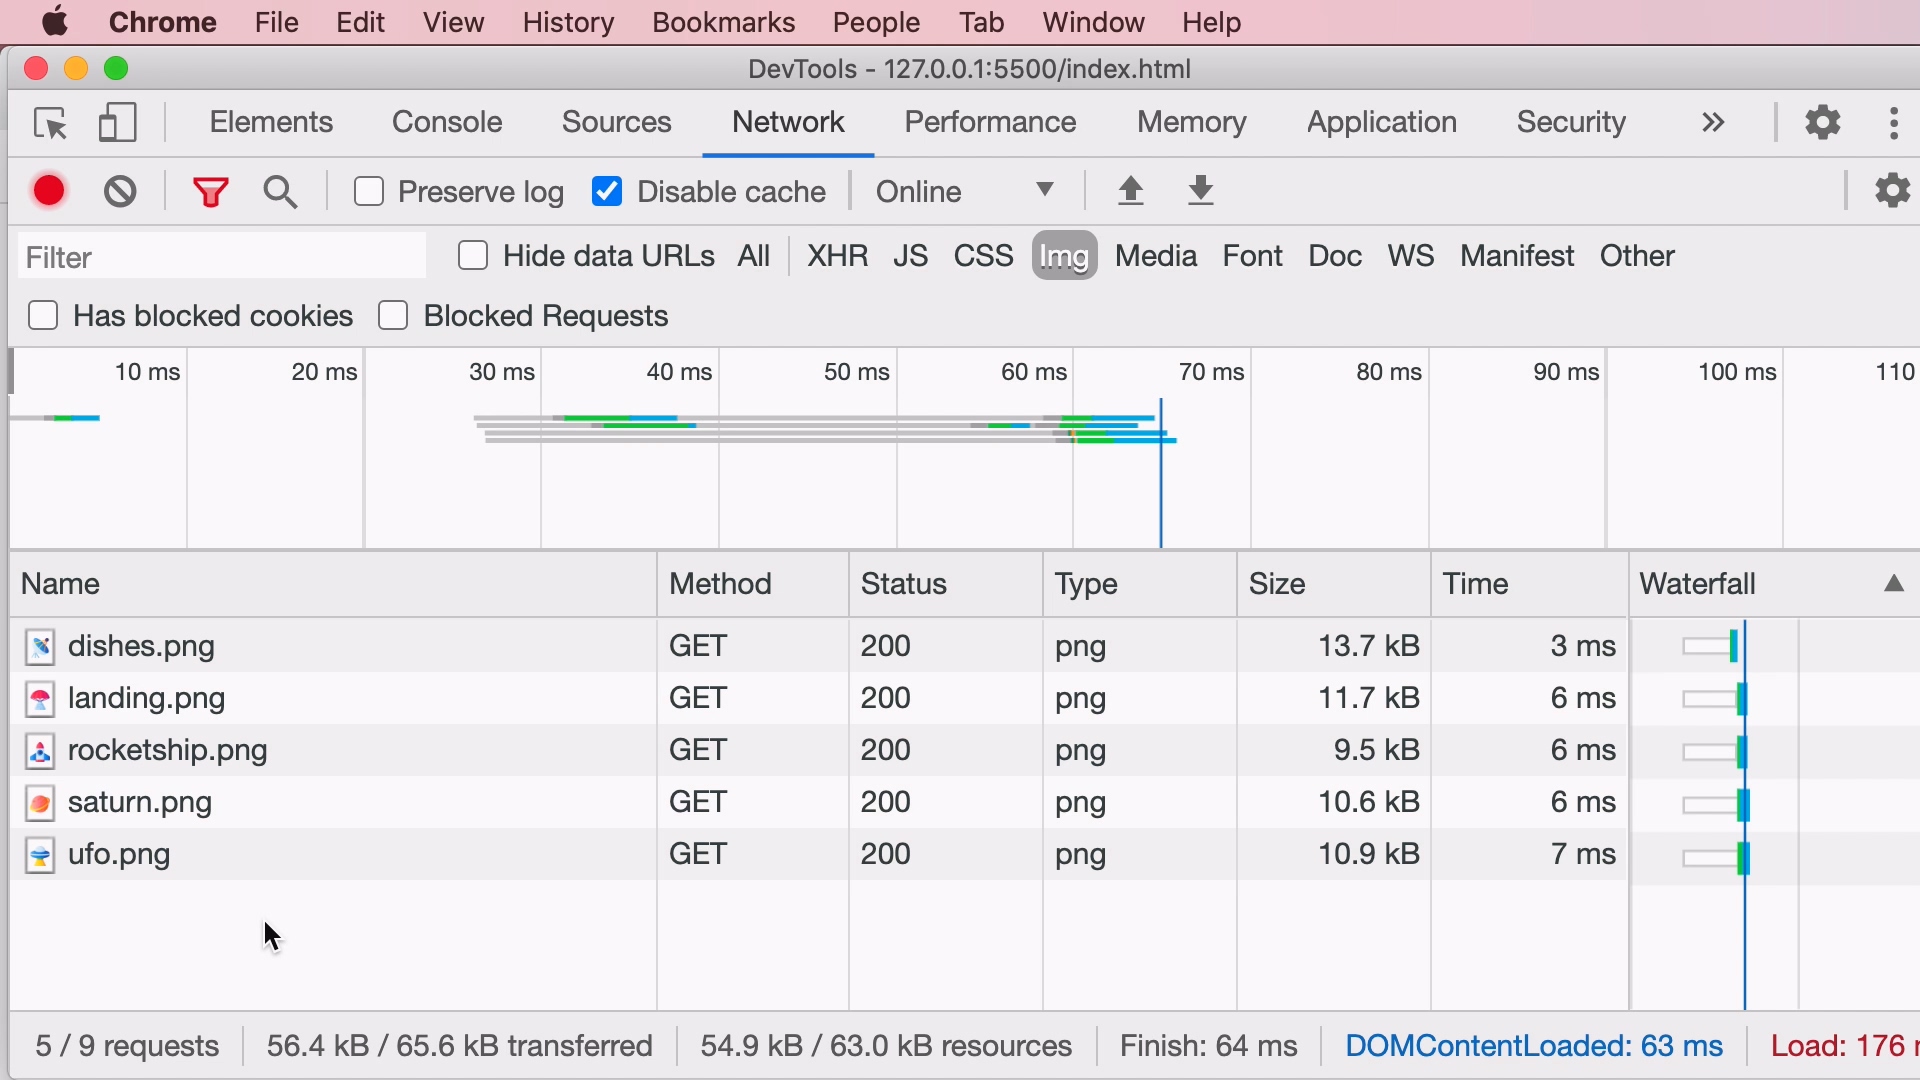 Chrome File Edit View History Bookmarks People Tab Window Help
DevTools - 127.0.0.1:5500/index.html
Elements Console Sources Network Performance Memory Application Security
Preserve log Disable cache Online
Filter Hide data URLs All XHR JS CSS Img Media Font Doc WS Manifest Other
Has blocked cookies Blocked Requests
10 ms 20 ms 30 ms 40 ms 50 ms 60 ms 70 ms 80 ms 90 ms 100 ms 110
Name Method Status Type Size Time Waterfall
dishes.png GET 200 png 13.7 kB 3 ms
landing.png GET 200 png 11.7 kB 6 ms
rocketship.png GET 200 png 9.5 kB 6 ms
saturn.png GET 200 png 10.6 kB 6 ms
ufo.png GET 200 png 10.9 kB 7 ms
5 / 9 requests 56.4 kB / 65.6 kB transferred 54.9 kB / 63.0 kB resources Finish: 64 ms DOMContentLoaded: 63 ms Load: 176